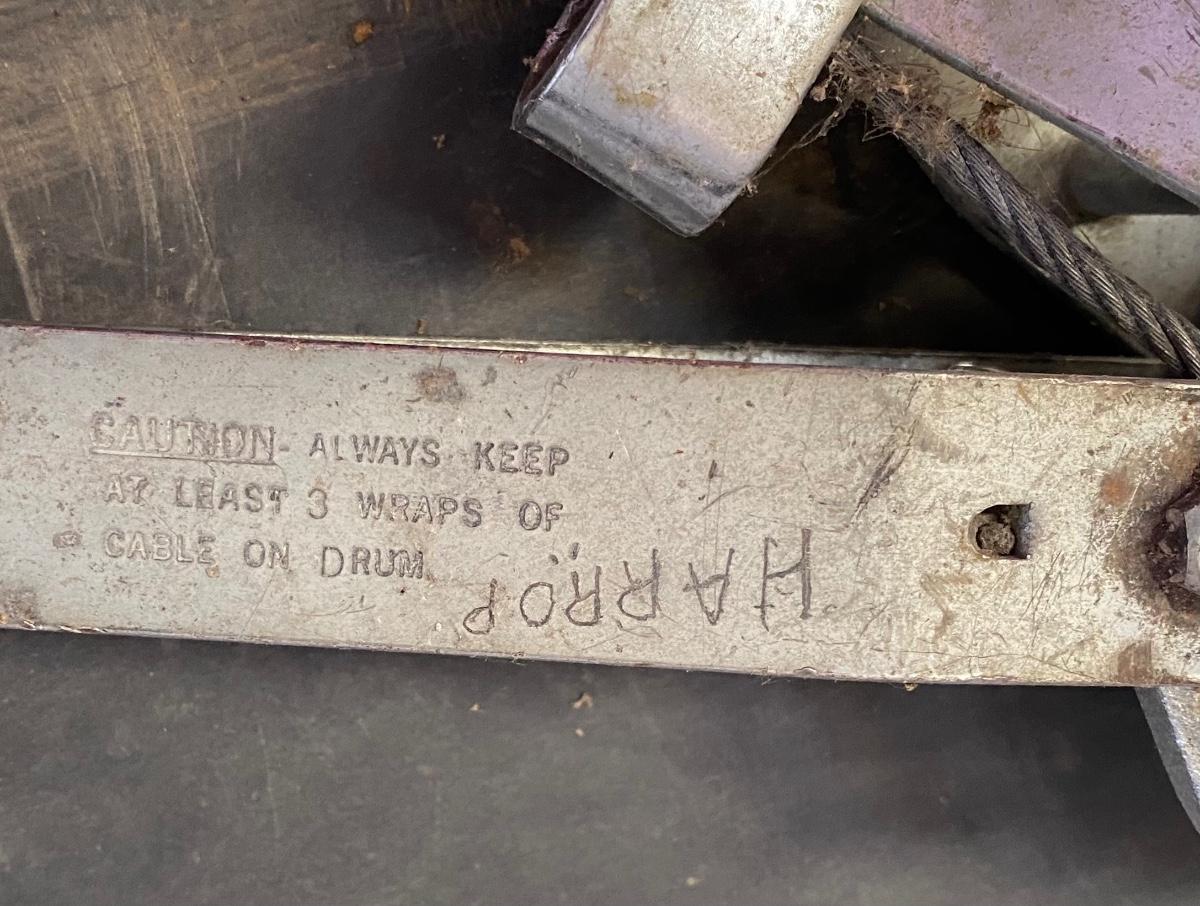 CAUTION- ALWAYS KEEP
AT LEAST 3 WRAPS OF
CABLE ON DRUM
HARROP